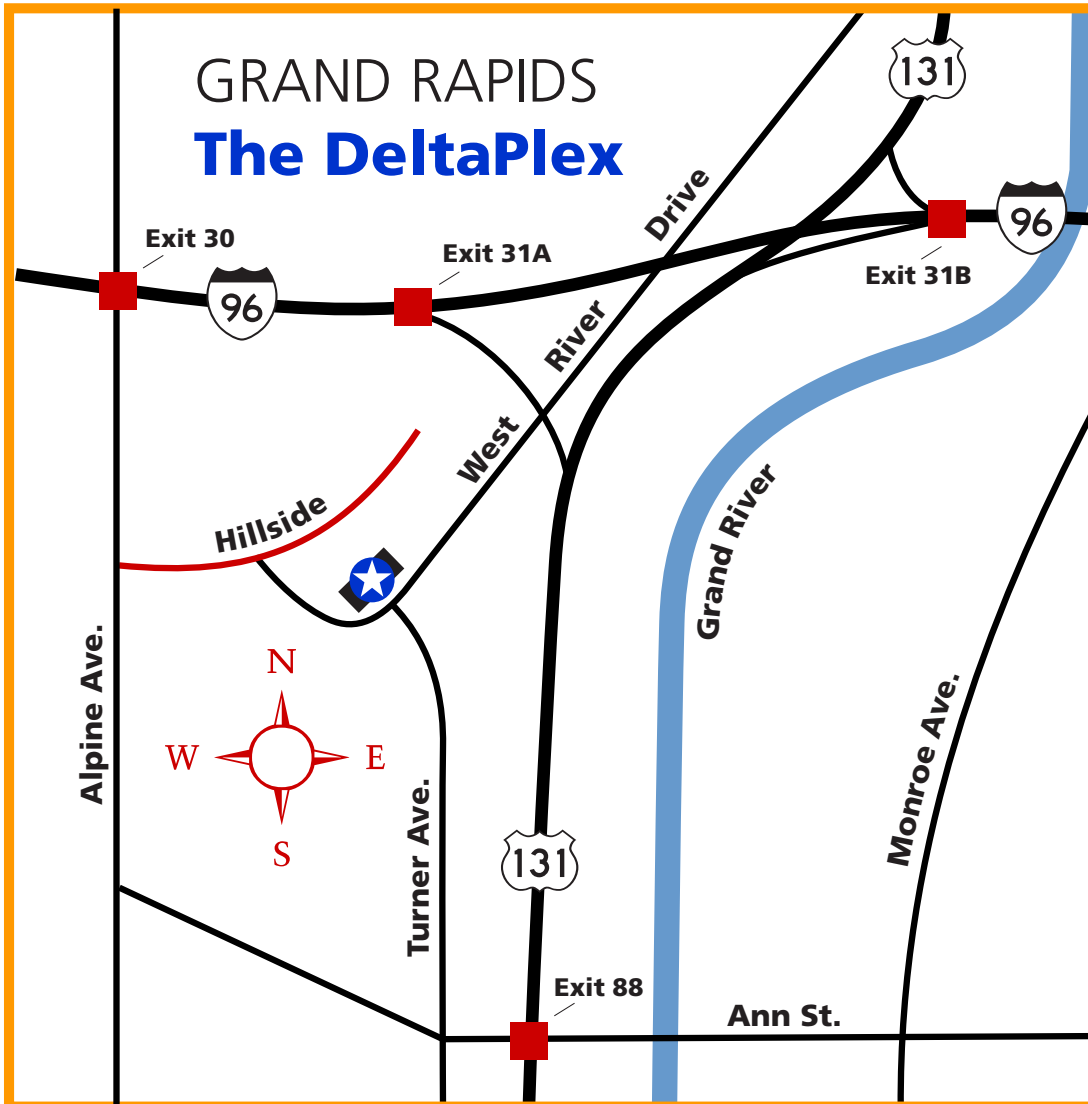 GRAND RAPIDS
The DeltaPlex
131
Drive
96
Exit 30
Exit 31A
Exit 31B
96
River
West
Hillside
Grand River
N
W
E
S
Alpine Ave.
Turner Ave.
131
Monroe Ave.
Exit 88
Ann St.